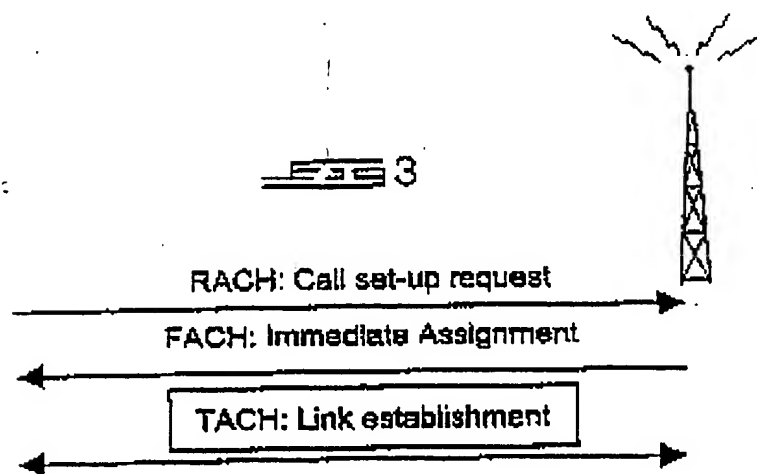 3
RACH: Call set-up request
FACH: Immediate Assignment
TACH: Link establishment